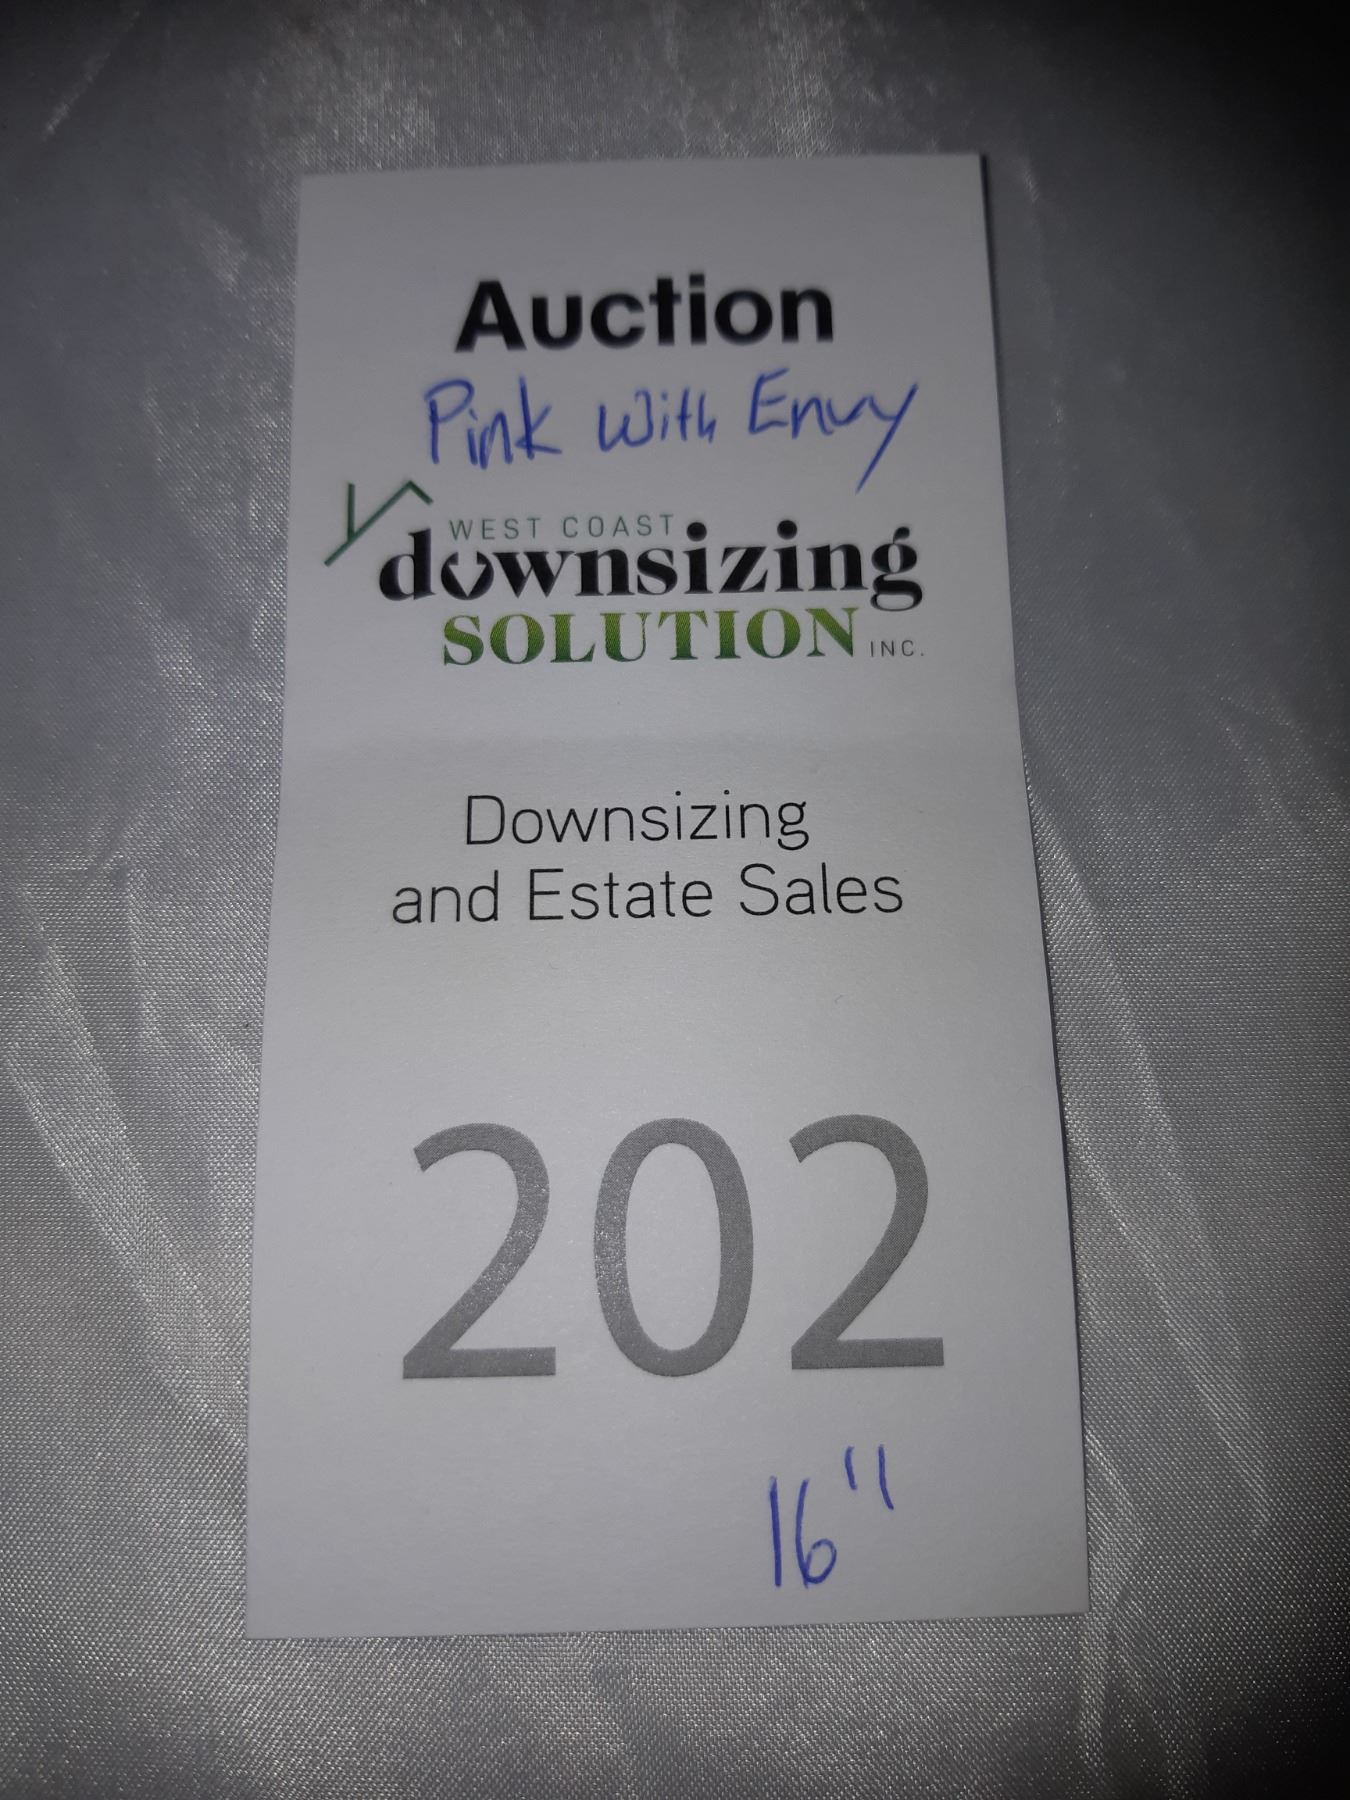 Auction
Pink With Envy
WEST COAST
downsizing
SOLUTION INC.
Downsizing
and Estate Sales
202
16"